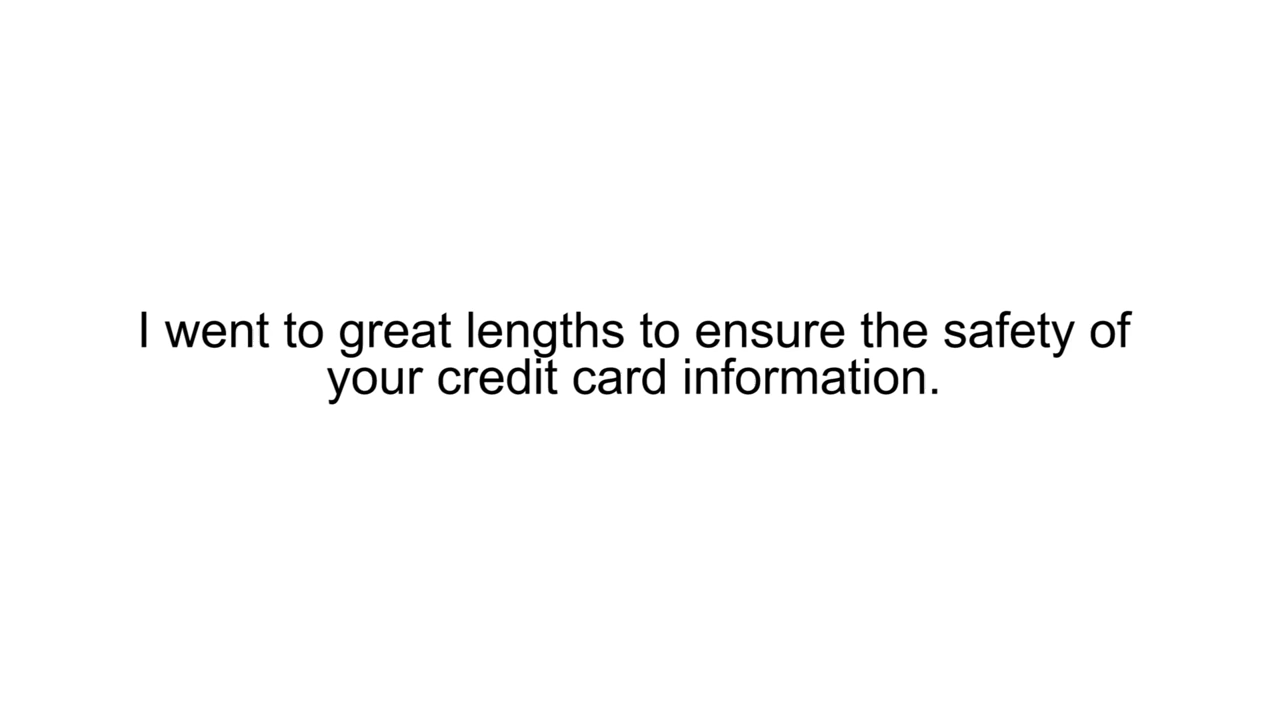 I went to great lengths to ensure the safety of
your credit card information.